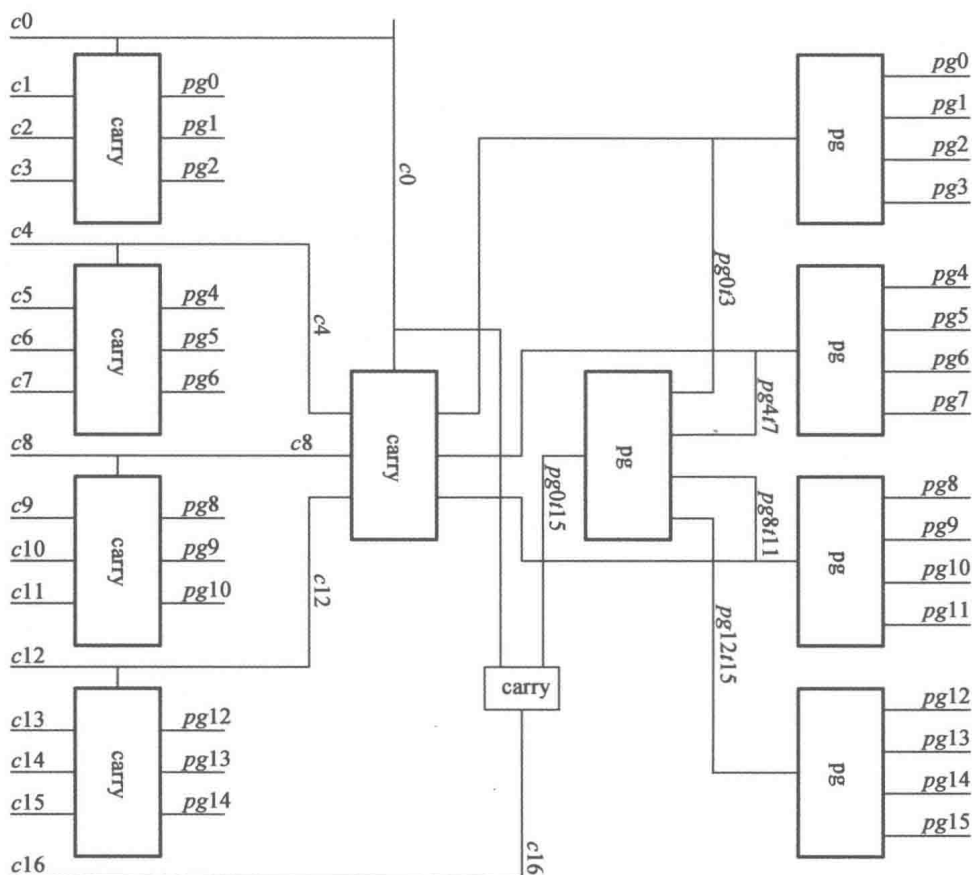 c0
c1
c2
c3
carry
pg0
pg1
pg2
c4
c5
c6
c7
carry
pg4
pg5
pg6
c8
c9
c10
c11
carry
pg8
pg9
pg10
c12
c13
c14
c15
carry
pg12
pg13
pg14
c16
c0
c4
c8
c12
carry
pg0t3
pg4t7
pg8t11
pg12t15
pg
pg0t15
carry
c16
pg
pg0
pg1
pg2
pg3
pg
pg4
pg5
pg6
pg7
pg
pg8
pg9
pg10
pg11
pg
pg12
pg13
pg14
pg15